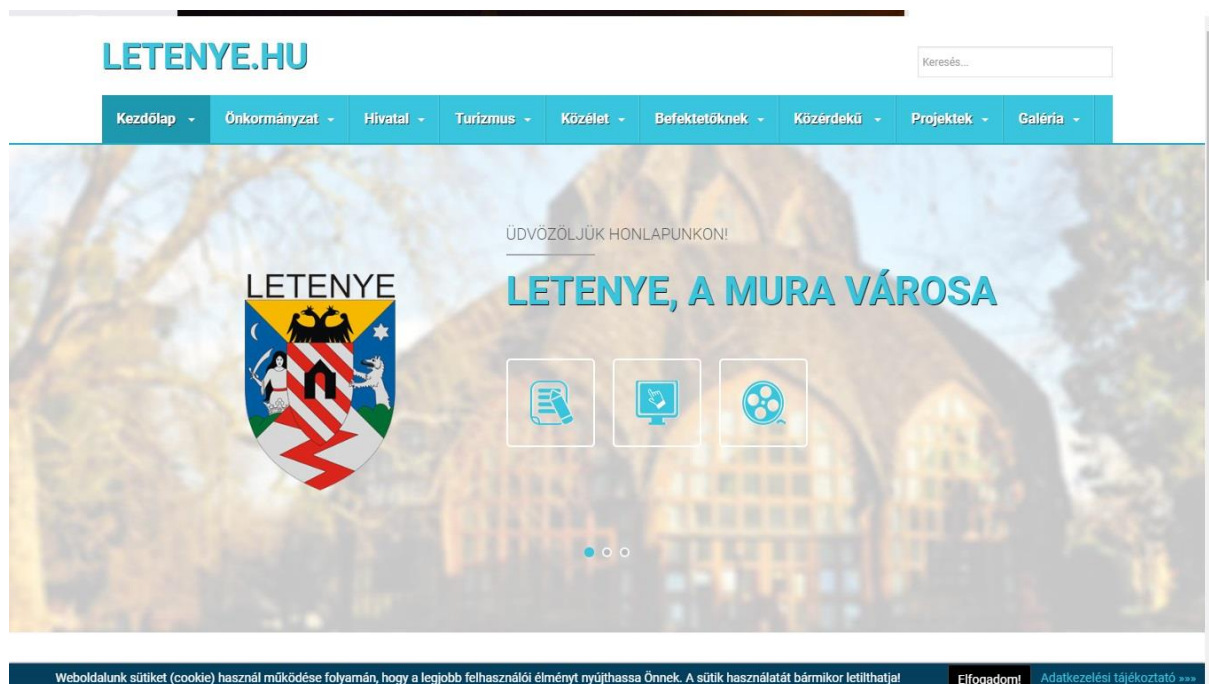 LETENYE.HU
Keresés...
Kezdőlap Önkormányzat Hivatal Turizmus Közélet Befektetőknek Közérdekű Projektek Galéria
ÜDVÖZÖLJÜK HONLAPUNKON!
LETENYE
LETENYE, A MURA VÁROSA
Weboldalunk sütiket (cookie) használ működése folyamán, hogy a legjobb felhasználói élményt nyújthassa Önnek. A sütik használatát bármikor letilthatja! Elfogadom! Adatkezelési tájékoztató »»»